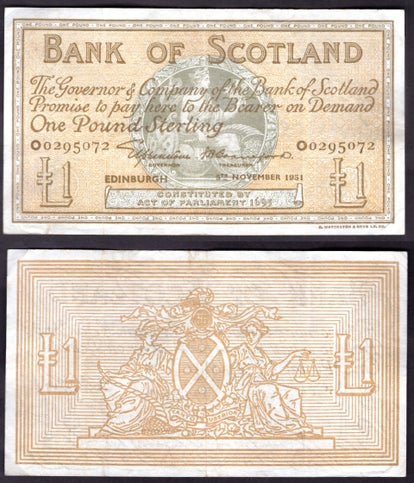 BANK OF SCOTLAND
The Governor & Company of the Bank of Scotland
Promise to pay here to the Bearer on Demand
One Pound Sterling
O0295072 O0295072
GOVERNOR TREASURER
EDINBURGH 8TH NOVEMBER 1951
£1 £1
CONSTITUTED BY
ACT OF PARLIAMENT 1695
£1 £1